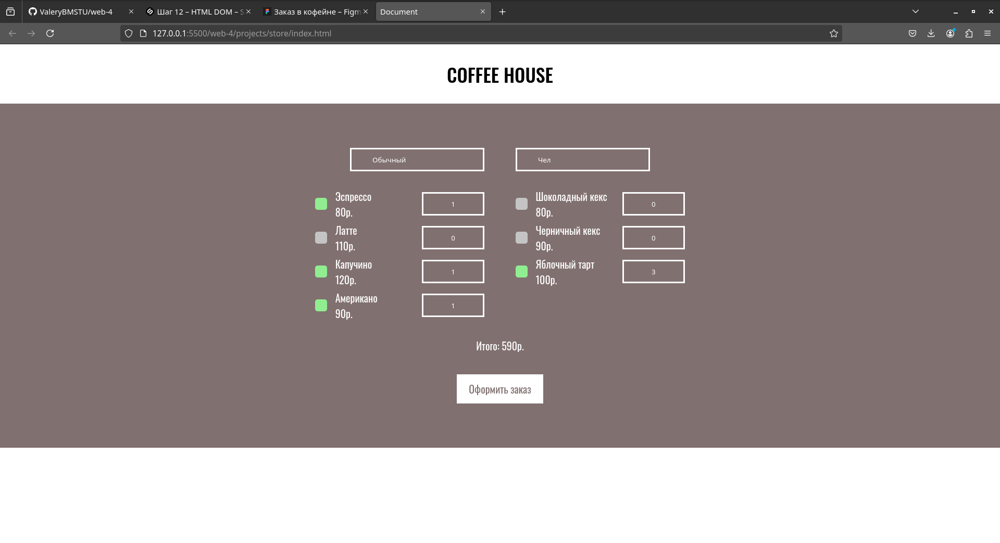 ValeryBMSTU/web-4
Шаг 12 – HTML DOM – S
Заказ в кофейне – Figm
Document
127.0.0.1:5500/web-4/projects/store/index.html
COFFEE HOUSE
Обычный
Чел
Эспрессо
80р.
1
Латте
110р.
0
Капучино
120р.
1
Американо
90р.
1
Шоколадный кекс
80р.
0
Черничный кекс
90р.
0
Яблочный тарт
100р.
3
Итого: 590р.
Оформить заказ